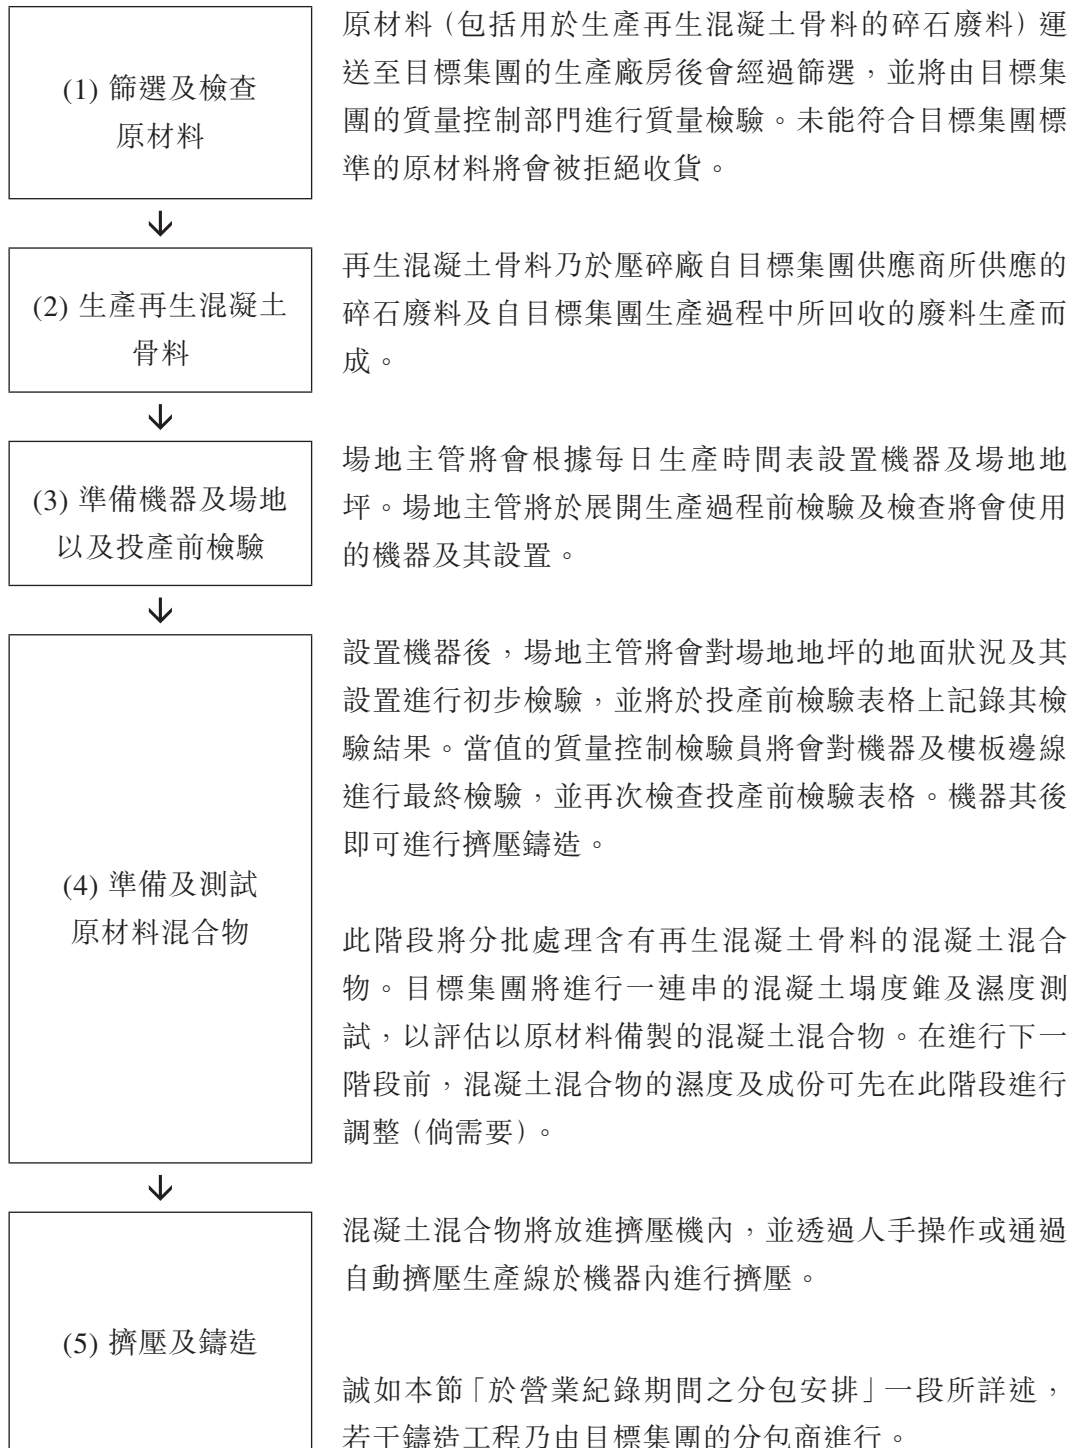 (1) 篩選及檢查
原材料
原材料（包括用於生產再生混凝土骨料的碎石廢料）運
送至目標集團的生產廠房後會經過篩選，並將由目標集
團的質量控制部門進行質量檢驗。未能符合目標集團標
準的原材料將會被拒絕收貨。
(2) 生產再生混凝土
骨料
再生混凝土骨料乃於壓碎廠自目標集團供應商所供應的
碎石廢料及自目標集團生產過程中所回收的廢料生產而
成。
(3) 準備機器及場地
以及投產前檢驗
場地主管將會根據每日生產時間表設置機器及場地地
坪。場地主管將於展開生產過程前檢驗及檢查將會使用
的機器及其設置。
(4) 準備及測試
原材料混合物
設置機器後，場地主管將會對場地地坪的地面狀況及其
設置進行初步檢驗，並將於投產前檢驗表格上記錄其檢
驗結果。當值的質量控制檢驗員將會對機器及樓板邊線
進行最終檢驗，並再次檢查投產前檢驗表格。機器其後
即可進行擠壓鑄造。
此階段將分批處理含有再生混凝土骨料的混凝土混合
物。目標集團將進行一連串的混凝土塌度錐及濕度測
試，以評估以原材料備製的混凝土混合物。在進行下一
階段前，混凝土混合物的濕度及成份可先在此階段進行
調整（倘需要）。
(5) 擠壓及鑄造
混凝土混合物將放進擠壓機內，並透過人手操作或通過
自動擠壓生產線於機器內進行擠壓。
誠如本節「於營業紀錄期間之分包安排」一段所詳述，
若干鑄造工程乃由目標集團的分包商進行。